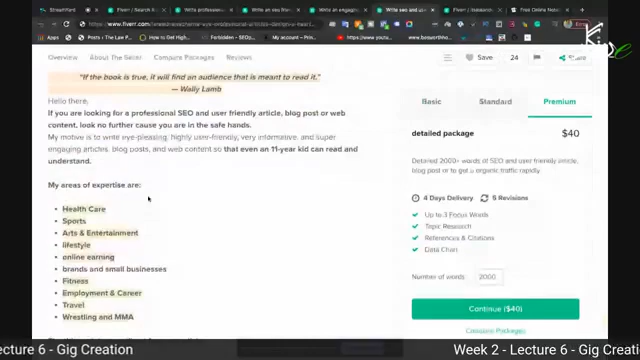 StreamYard
www.fiverr.com/
Overview
About The Seller
Compare Packages
Reviews
Save
24
Share
"If the book is true, it will find an audience that is meant to read it."
— Wally Lamb
Hello there,
If you are looking for a professional SEO and user friendly article, blog post or web
content, look no further cause you are in the safe hands.
My motive is to write eye-pleasing, highly user-friendly, very informative, and super
engaging articles, blog posts, and web content so that even an 11-year kid can read and
understand.
My areas of expertise are:
• Health Care
• Sports
• Arts & Entertainment
• lifestyle
• online earning
• brands and small businesses
• Fitness
• Employment & Career
• Travel
• Wrestling and MMA
Basic
Standard
Premium
detailed package
$40
Detailed 2000+ words of SEO and user friendly article,
blog post or to get u organic traffic rapidly.
4 Days Delivery
5 Revisions
Up to 3 Focus Words
Topic Research
References & Citations
Data Chart
Number of words
2000
Continue ($40)
Compare Packages
ecture 6 - Gig Creation
Week 2 - Lecture 6 - Gig Creatio